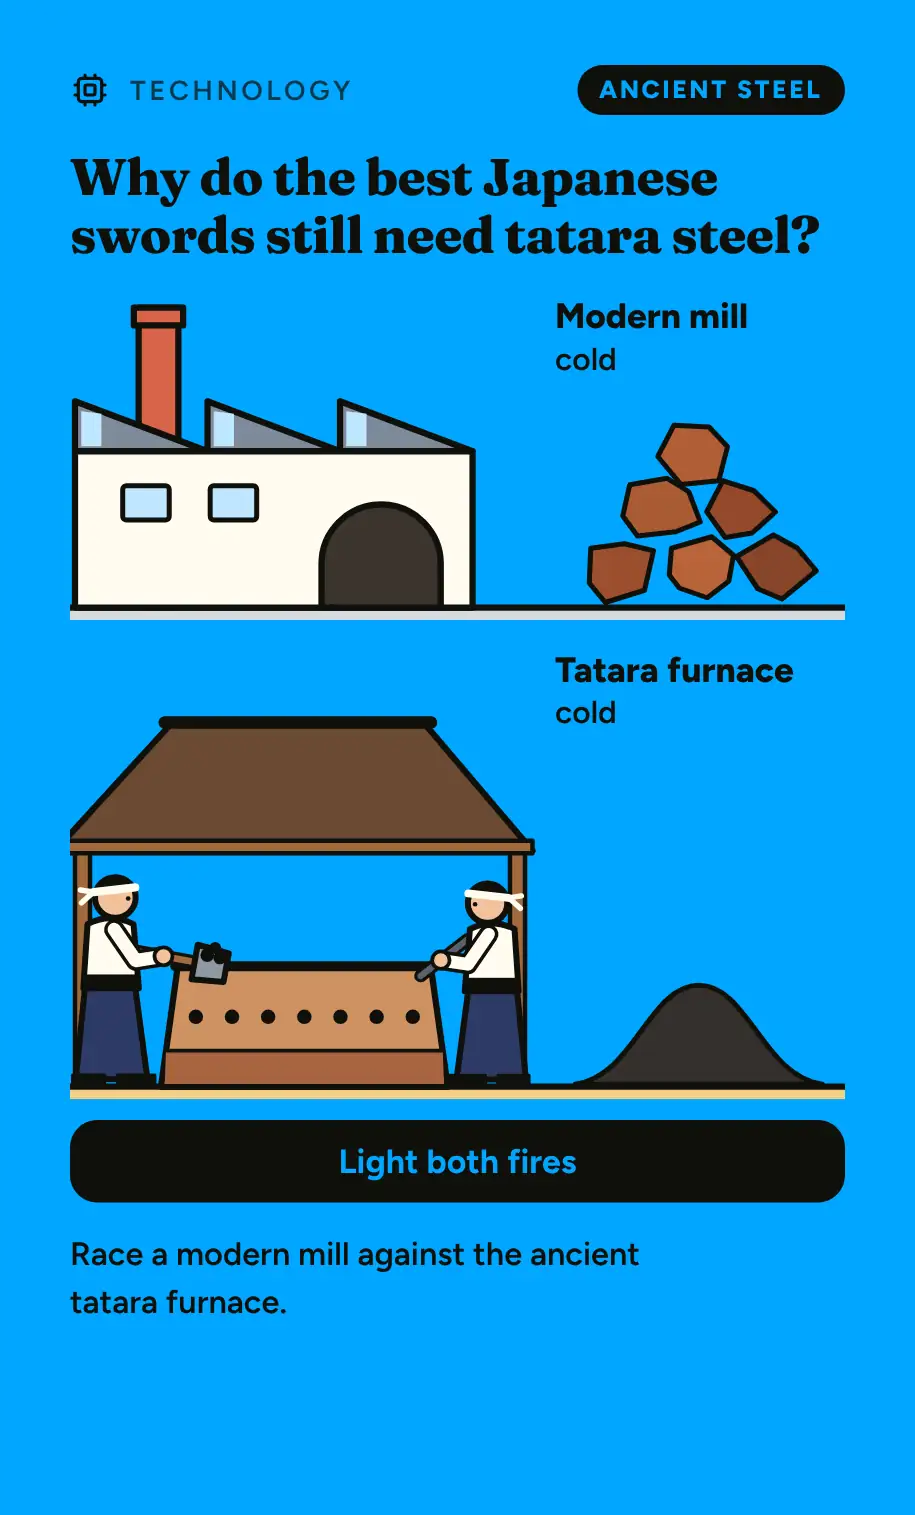 TECHNOLOGY
ANCIENT STEEL
Why do the best Japanese
swords still need tatara steel?
Modern mill
cold
Tatara furnace
cold
Light both fires
Race a modern mill against the ancient
tatara furnace.